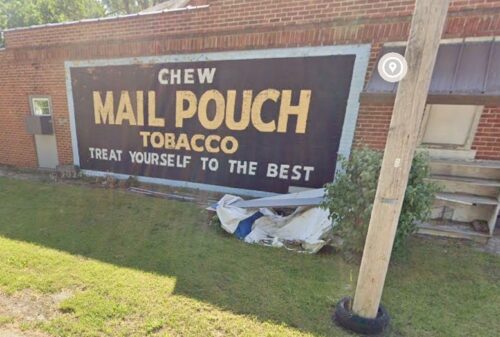 CHEW
MAIL POUCH
TOBACCO
TREAT YOURSELF TO THE BEST